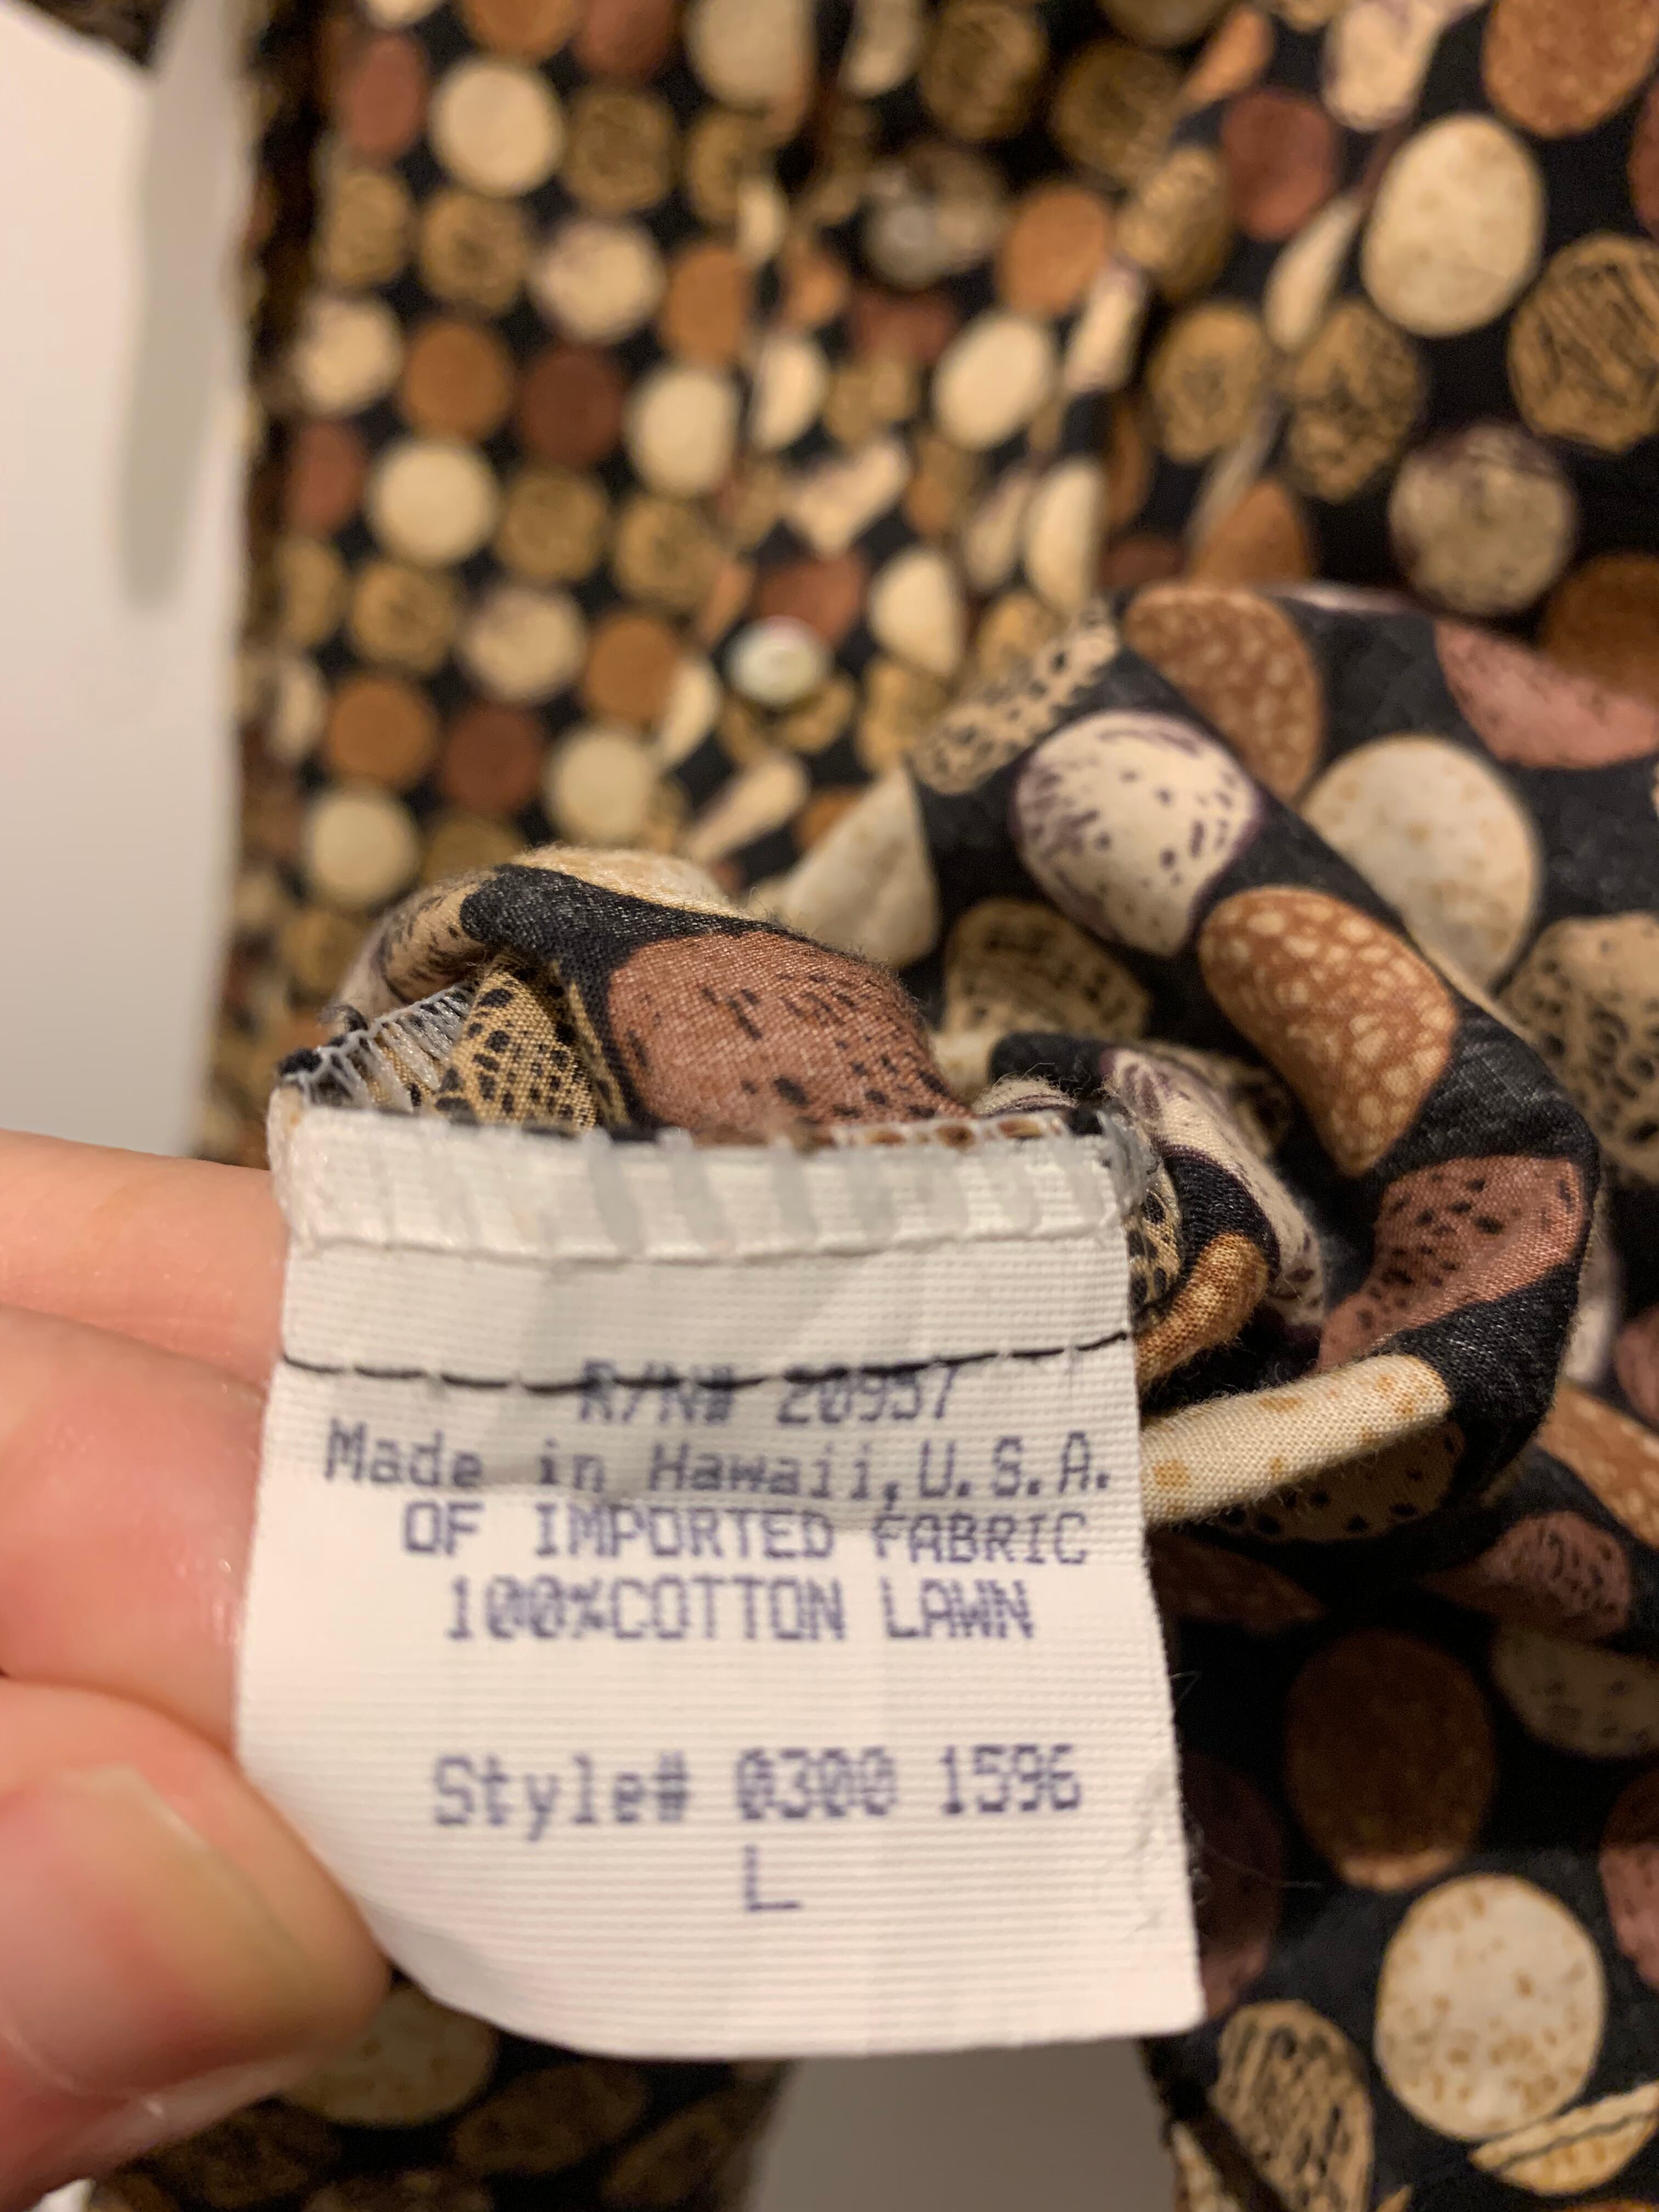 R/N# 20957
Made in Hawaii,U.S.A.
OF IMPORTED FABRIC
100%COTTON LAWN
Style# 0300 1596
L